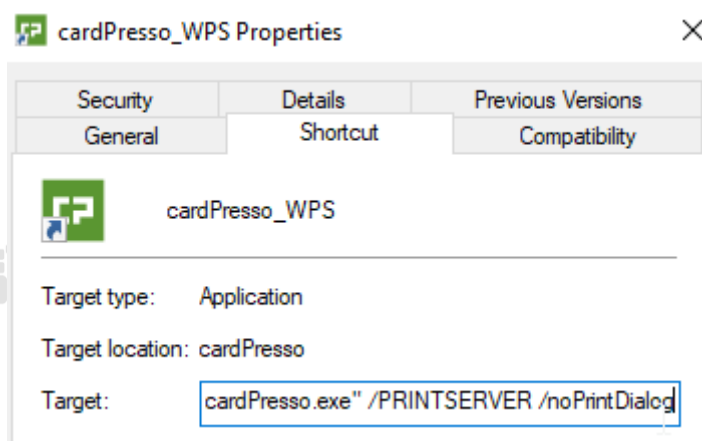 cardPresso_WPS Properties
Security Details Previous Versions
General Shortcut Compatibility
cardPresso_WPS
Target type: Application
Target location: cardPresso
Target: cardPresso.exe" /PRINTSERVER /noPrintDialog